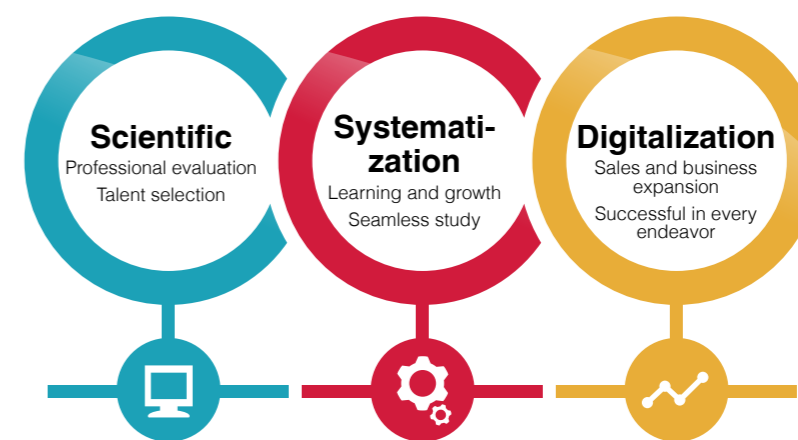 Scientific
Professional evaluation
Talent selection
Systemati-
zation
Learning and growth
Seamless study
Digitalization
Sales and business
expansion
Successful in every
endeavor